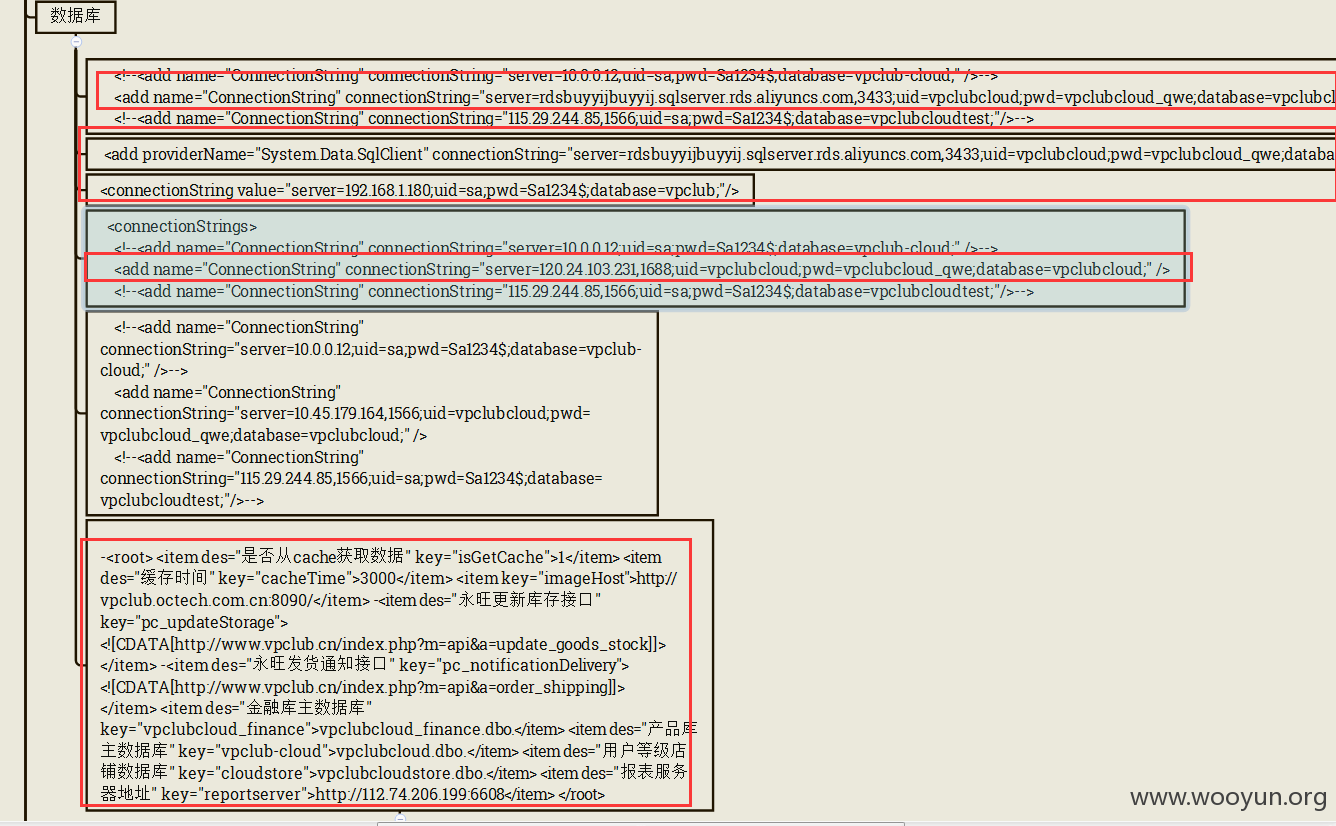 数据库
<!--<add name="ConnectionString" connectionString="server=10.0.0.12;uid=sa;pwd=Sa1234$;database=vpclub-cloud;" />-->
<add name="ConnectionString" connectionString="server=rdsbuyyijbuyyij.sqlserver.rds.aliyuncs.com,3433;uid=vpclubcloud;pwd=vpclubcloud_qwe;database=vpclubcl
<!--<add name="ConnectionString" connectionString="115.29.244.85,1566;uid=sa;pwd=Sa1234$;database=vpclubcloudtest;"/>-->
<add providerName="System.Data.SqlClient" connectionString="server=rdsbuyyijbuyyij.sqlserver.rds.aliyuncs.com,3433;uid=vpclubcloud;pwd=vpclubcloud_qwe;databa
<connectionString value="server=192.168.1.180;uid=sa;pwd=Sa1234$;database=vpclub;"/>
<connectionStrings>
<!--<add name="ConnectionString" connectionString="server=10.0.0.12;uid=sa;pwd=Sa1234$;database=vpclub-cloud;" />-->
<add name="ConnectionString" connectionString="server=120.24.103.231,1688;uid=vpclubcloud;pwd=vpclubcloud_qwe;database=vpclubcloud;" />
<!--<add name="ConnectionString" connectionString="115.29.244.85,1566;uid=sa;pwd=Sa1234$;database=vpclubcloudtest;"/>-->
<!--<add name="ConnectionString"
connectionString="server=10.0.0.12;uid=sa;pwd=Sa1234$;database=vpclub-
cloud;" />-->
<add name="ConnectionString"
connectionString="server=10.45.179.164,1566;uid=vpclubcloud;pwd=
vpclubcloud_qwe;database=vpclubcloud;" />
<!--<add name="ConnectionString"
connectionString="115.29.244.85,1566;uid=sa;pwd=Sa1234$;database=
vpclubcloudtest;"/>-->
-<root> <item des="是否从cache获取数据" key="isGetCache">1</item> <item
des="缓存时间" key="cacheTime">3000</item> <item key="imageHost">http://
vpclub.octech.com.cn:8090/</item> -<item des="永旺更新库存接口"
key="pc_updateStorage">
<![CDATA[http://www.vpclub.cn/index.php?m=api&a=update_goods_stock]]>
</item> -<item des="永旺发货通知接口" key="pc_notificationDelivery">
<![CDATA[http://www.vpclub.cn/index.php?m=api&a=order_shipping]]>
</item> <item des="金融库主数据库"
key="vpclubcloud_finance">vpclubcloud_finance.dbo.</item> <item des="产品库
主数据库" key="vpclub-cloud">vpclubcloud.dbo.</item> <item des="用户等级店
铺数据库" key="cloudstore">vpclubcloudstore.dbo.</item> <item des="报表服务
器地址" key="reportserver">http://112.74.206.199:6608</item> </root>
www.wooyun.org